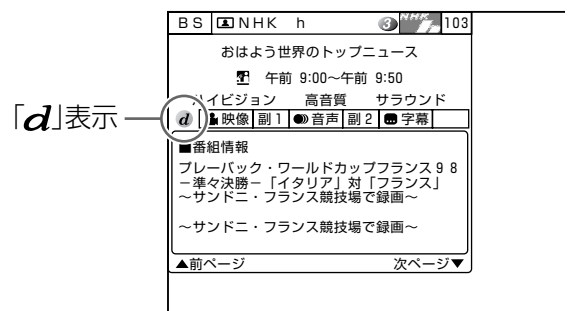 BS NHK h 3 NHK 103
おはよう世界のトップニュース
午前 9:00～午前 9:50
ハイビジョン 高音質 サラウンド
「d」表示
d 映像 副1 音声 副2 字幕
■番組情報
プレーバック・ワールドカップフランス98
－準々決勝－「イタリア」対「フランス」
～サンドニ・フランス競技場で録画～
～サンドニ・フランス競技場で録画～
▲前ページ 次ページ▼